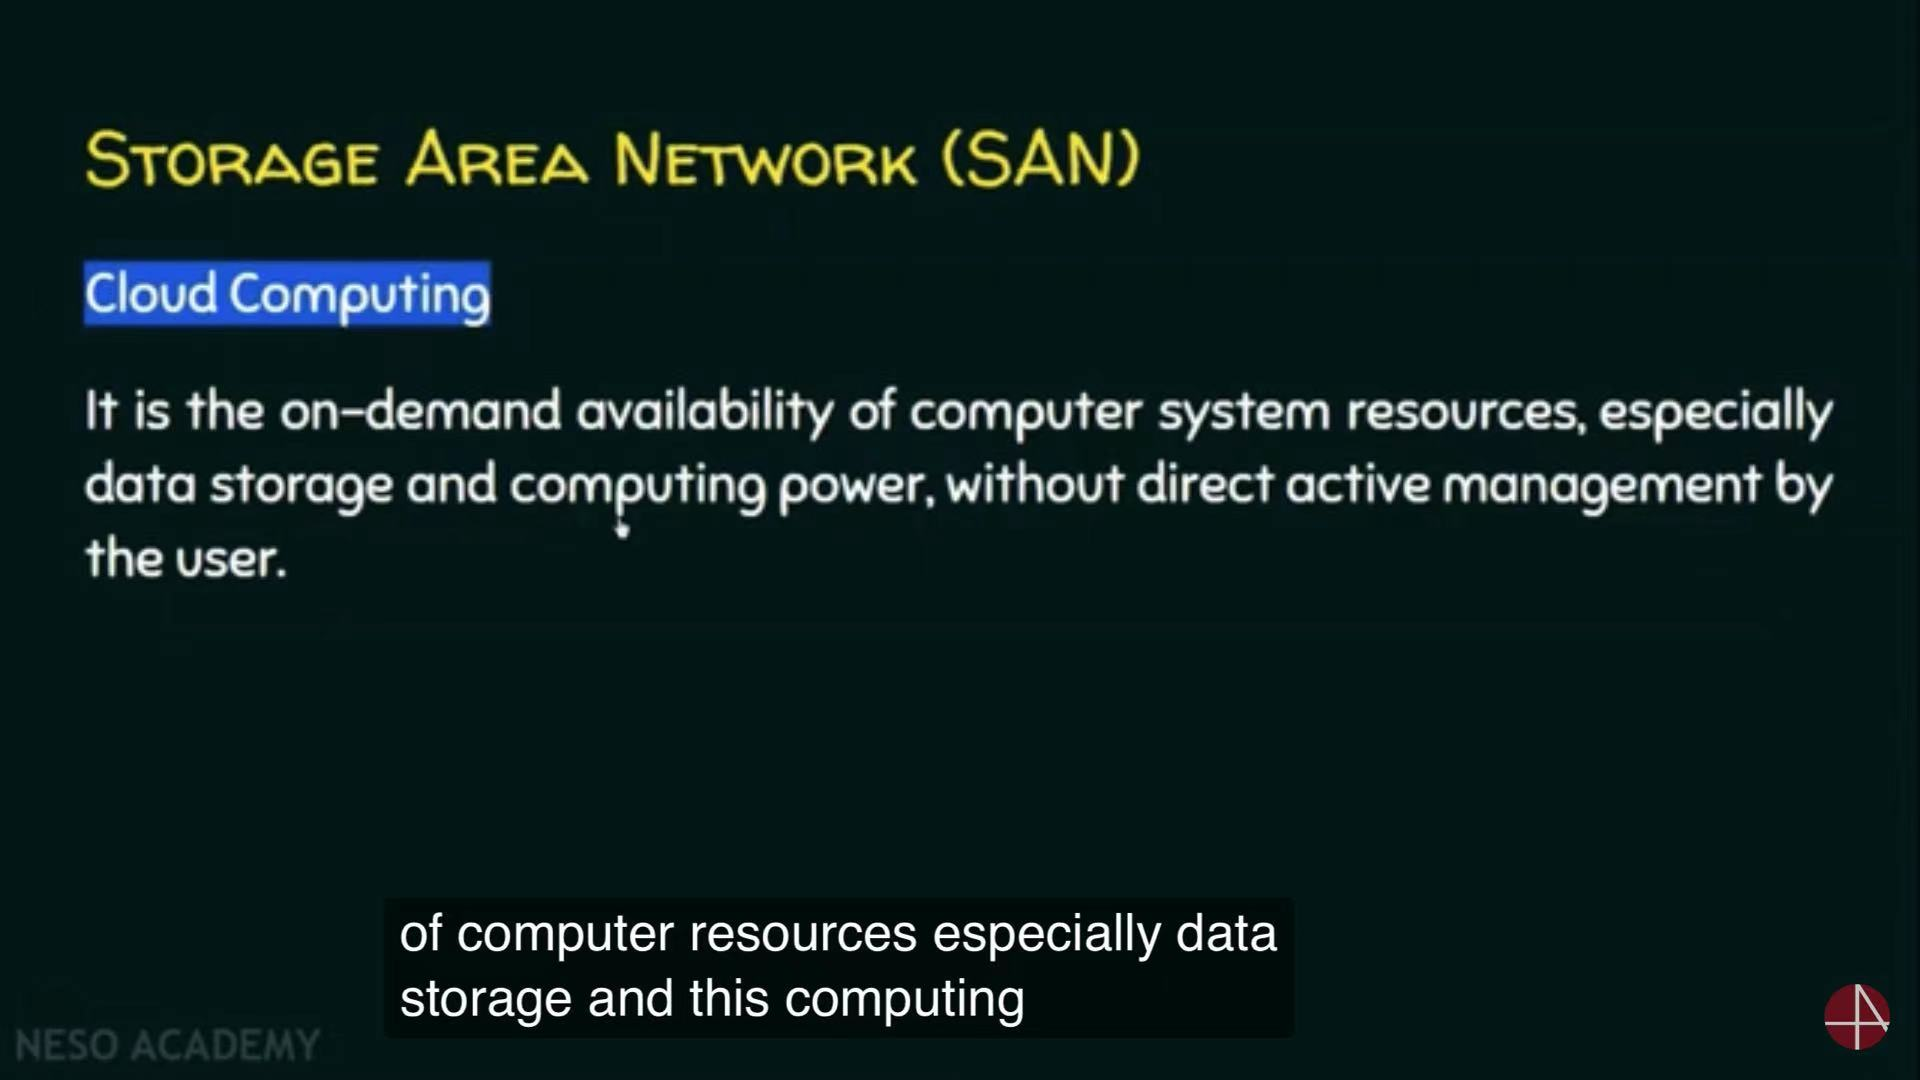 STORAGE AREA NETWORK (SAN)
Cloud Computing
It is the on-demand availability of computer system resources, especially
data storage and computing power, without direct active management by
the user.
of computer resources especially data
storage and this computing
NESO ACADEMY